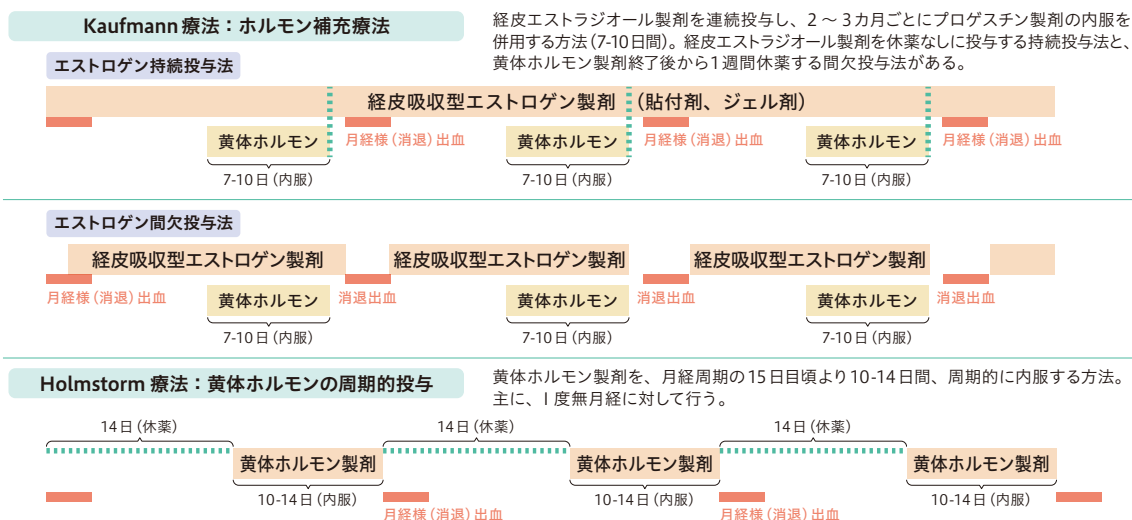 Kaufmann 療法：ホルモン補充療法
経皮エストラジオール製剤を連続投与し、2 〜 3カ月ごとにプロゲスチン製剤の内服を
併用する方法（7-10日間）。経皮エストラジオール製剤を休薬なしに投与する持続投与法と、
黄体ホルモン製剤終了後から1週間休薬する間欠投与法がある。
エストロゲン持続投与法
経皮吸収型エストロゲン製剤（貼付剤、ジェル剤）
月経様（消退）出血
月経様（消退）出血
月経様（消退）出血
黄体ホルモン
黄体ホルモン
黄体ホルモン
7-10日（内服）
7-10日（内服）
7-10日（内服）
エストロゲン間欠投与法
経皮吸収型エストロゲン製剤
経皮吸収型エストロゲン製剤
経皮吸収型エストロゲン製剤
月経様（消退）出血
消退出血
消退出血
消退出血
黄体ホルモン
黄体ホルモン
黄体ホルモン
7-10日（内服）
7-10日（内服）
7-10日（内服）
Holmstorm 療法：黄体ホルモンの周期的投与
黄体ホルモン製剤を、月経周期の15日目頃より10-14日間、周期的に内服する方法。
主に、I 度無月経に対して行う。
14日（休薬）
14日（休薬）
14日（休薬）
黄体ホルモン製剤
黄体ホルモン製剤
黄体ホルモン製剤
10-14日（内服）
10-14日（内服）
10-14日（内服）
月経様（消退）出血
月経様（消退）出血